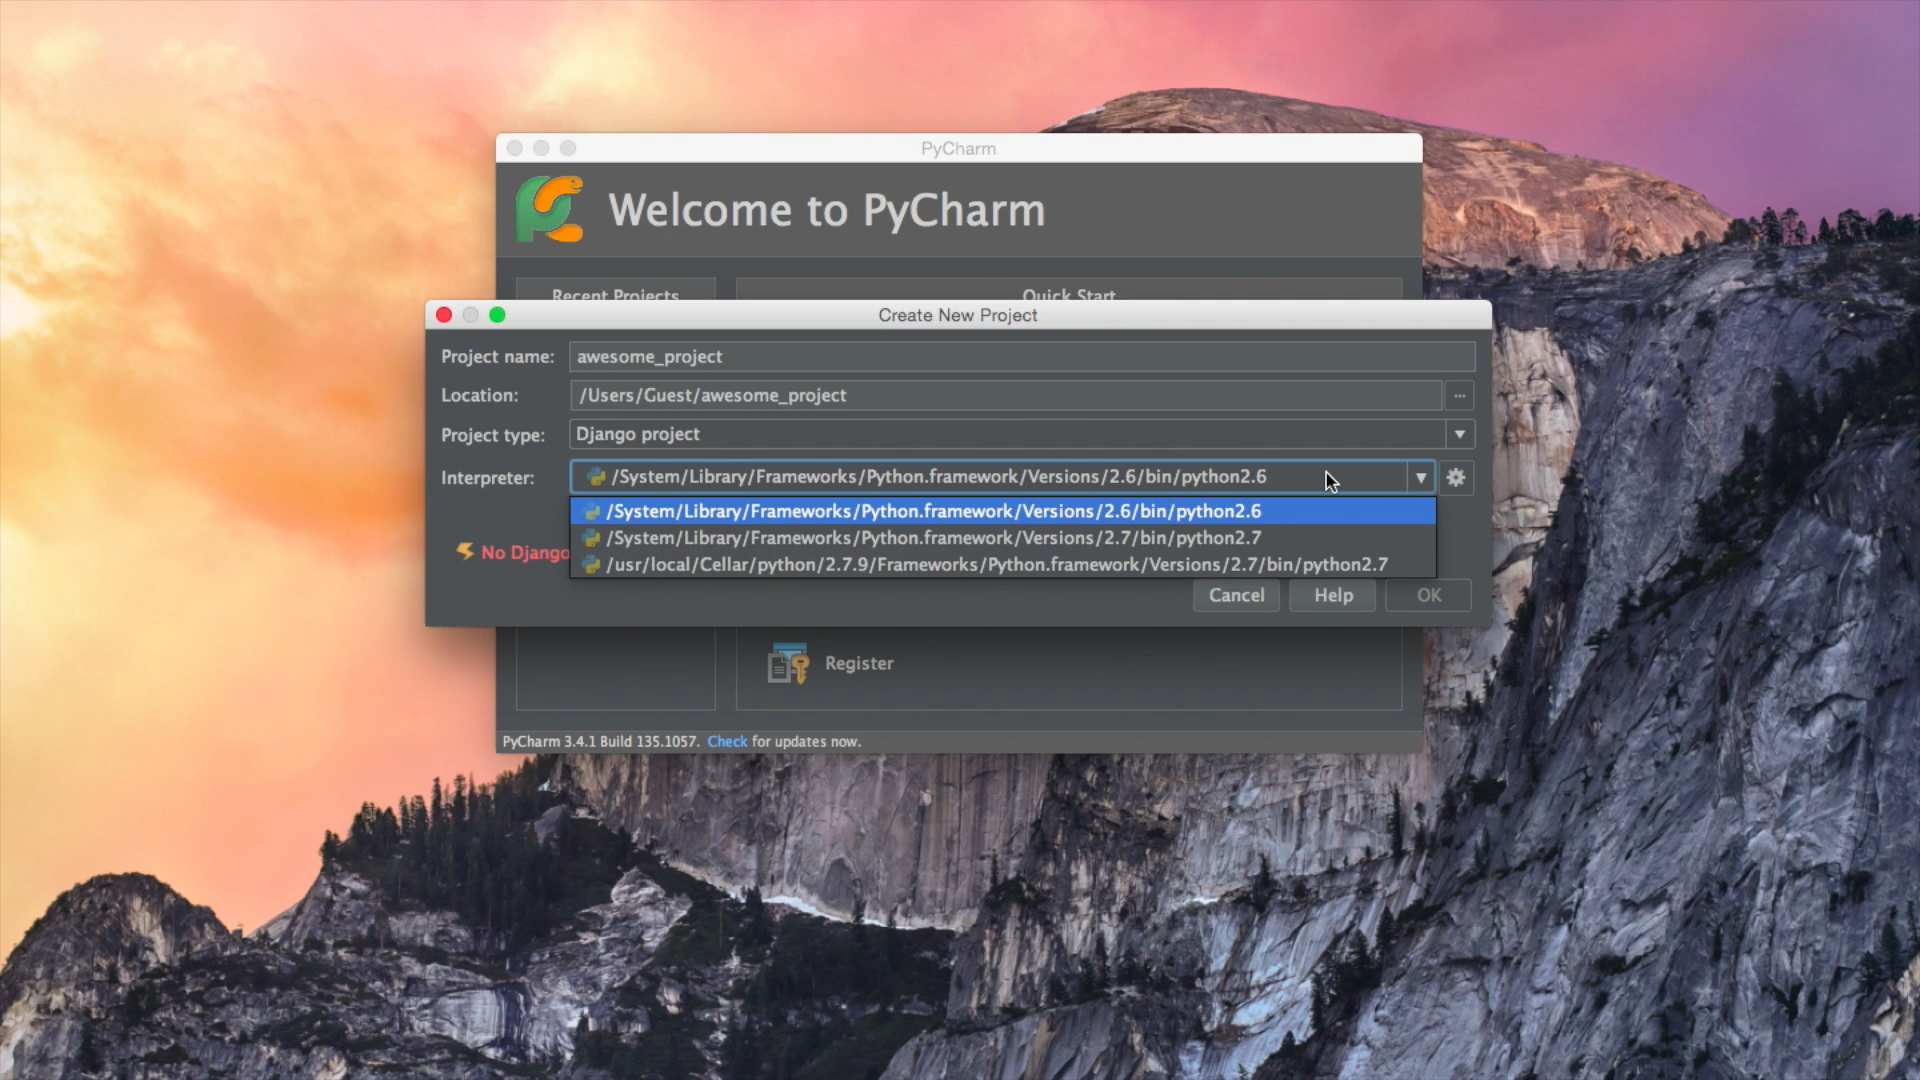 PyCharm
Welcome to PyCharm
Recent Projects
Quick Start
Create New Project
Project name: awesome_project
Location: /Users/Guest/awesome_project ...
Project type: Django project
Interpreter: /System/Library/Frameworks/Python.framework/Versions/2.6/bin/python2.6
/System/Library/Frameworks/Python.framework/Versions/2.6/bin/python2.6
/System/Library/Frameworks/Python.framework/Versions/2.7/bin/python2.7
No Django
/usr/local/Cellar/python/2.7.9/Frameworks/Python.framework/Versions/2.7/bin/python2.7
Cancel Help OK
Register
PyCharm 3.4.1 Build 135.1057. Check for updates now.